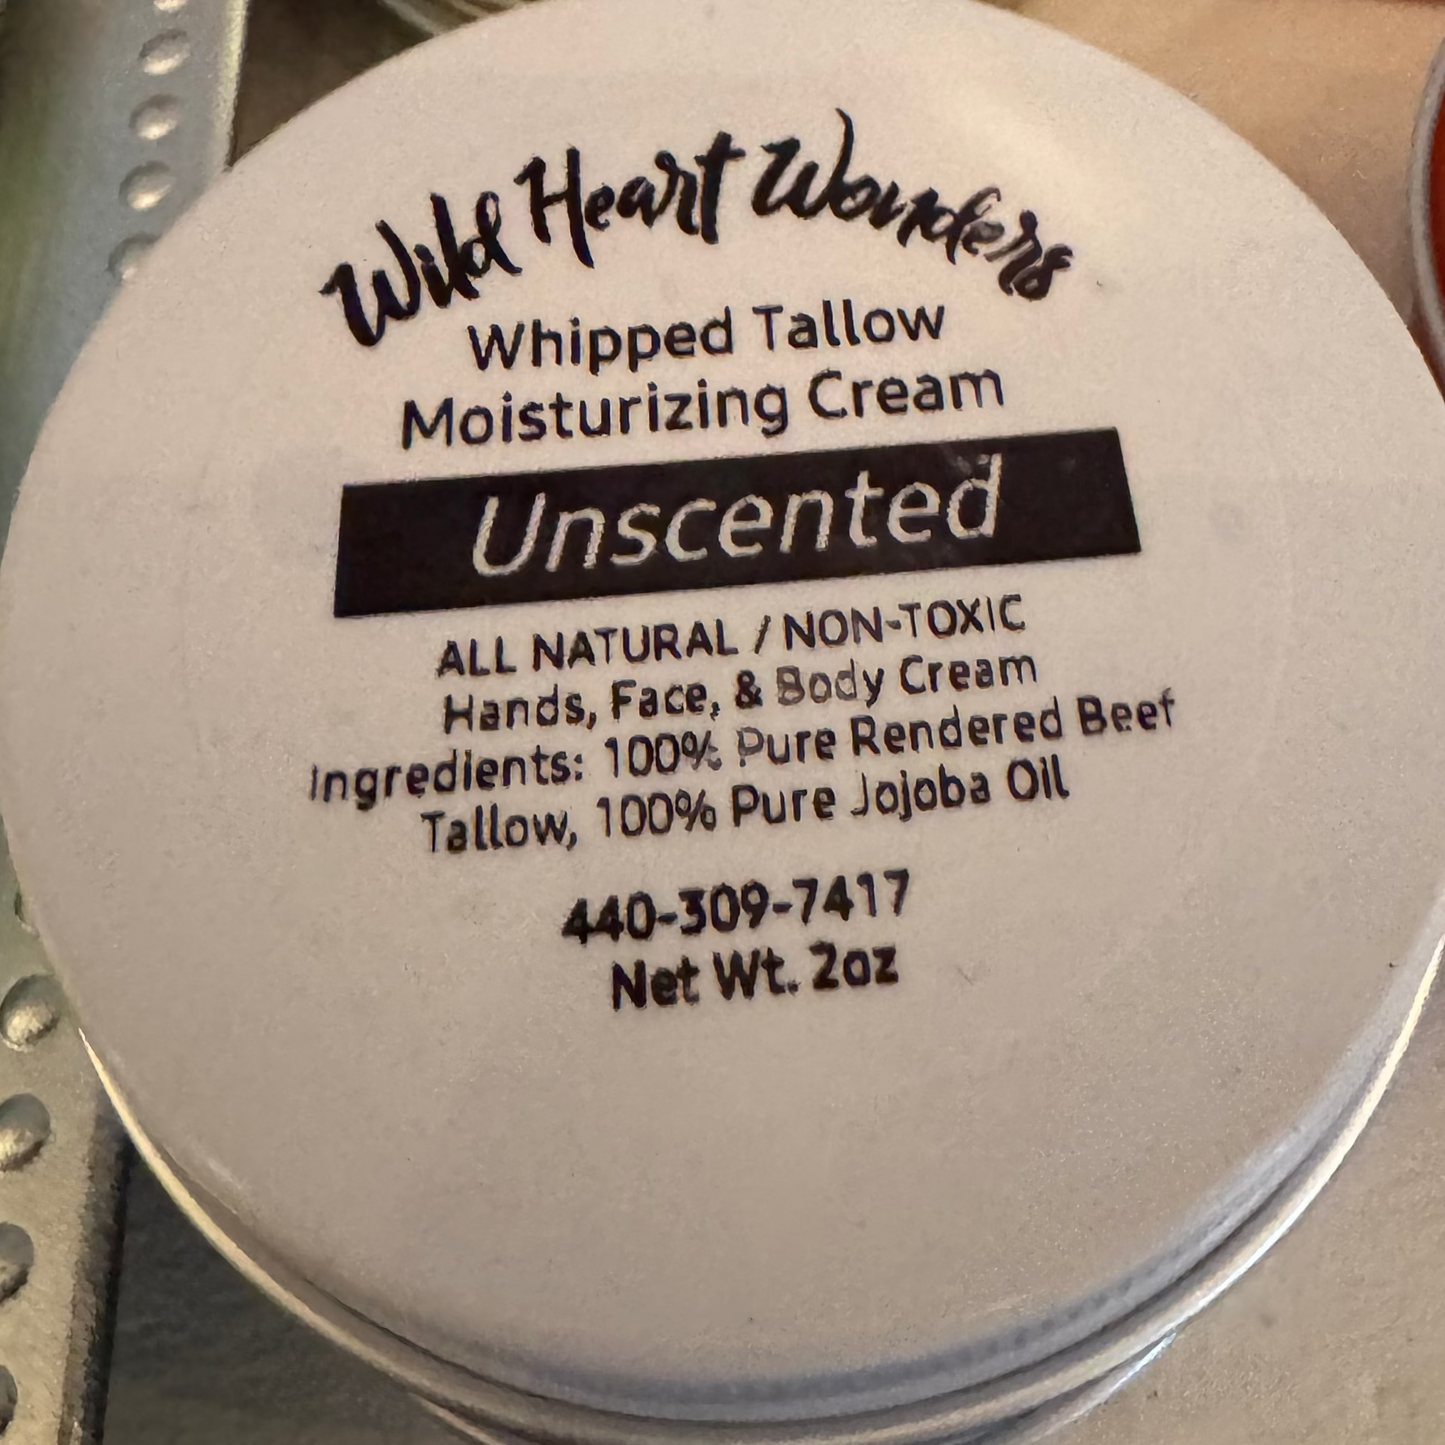 Wild Heart Wonders
Whipped Tallow
Moisturizing Cream
Unscented
ALL NATURAL / NON-TOXIC
Hands, Face, & Body Cream
Ingredients: 100% Pure Rendered Beef
Tallow, 100% Pure Jojoba Oil
440-309-7417
Net Wt. 2oz